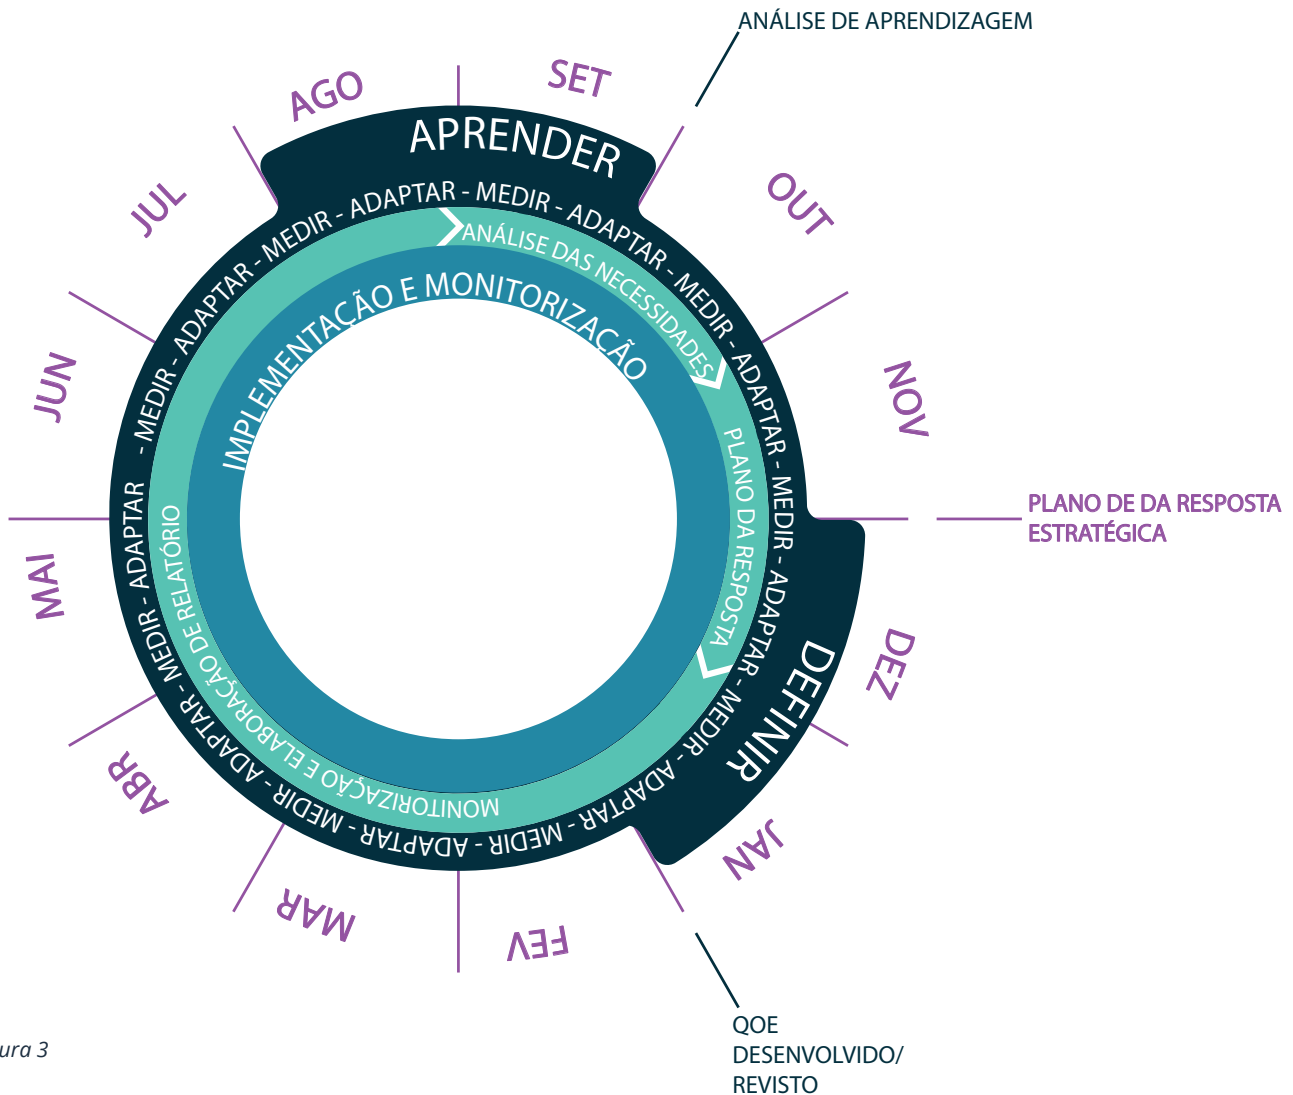 ANÁLISE DE APRENDIZAGEM
AGO
SET
OUT
NOV
DEZ
JAN
FEV
MAR
ABR
MAI
JUN
JUL
APRENDER
DEFINIR
- MEDIR - ADAPTAR - MEDIR - ADAPTAR - MEDIR - ADAPTAR - MEDIR - ADAPTAR - MEDIR - ADAPTAR - MEDIR - ADAPTAR - MEDIR - ADAPTAR - MEDIR - ADAPTAR - MEDIR - ADAPTAR
ANÁLISE DAS NECESSIDADES
PLANO DA RESPOSTA
MONITORIZAÇÃO E ELABORAÇÃO DE RELATÓRIO
IMPLEMENTAÇÃO E MONITORIZAÇÃO
PLANO DE DA RESPOSTA
ESTRATÉGICA
QOE
DESENVOLVIDO/
REVISTO
ura 3